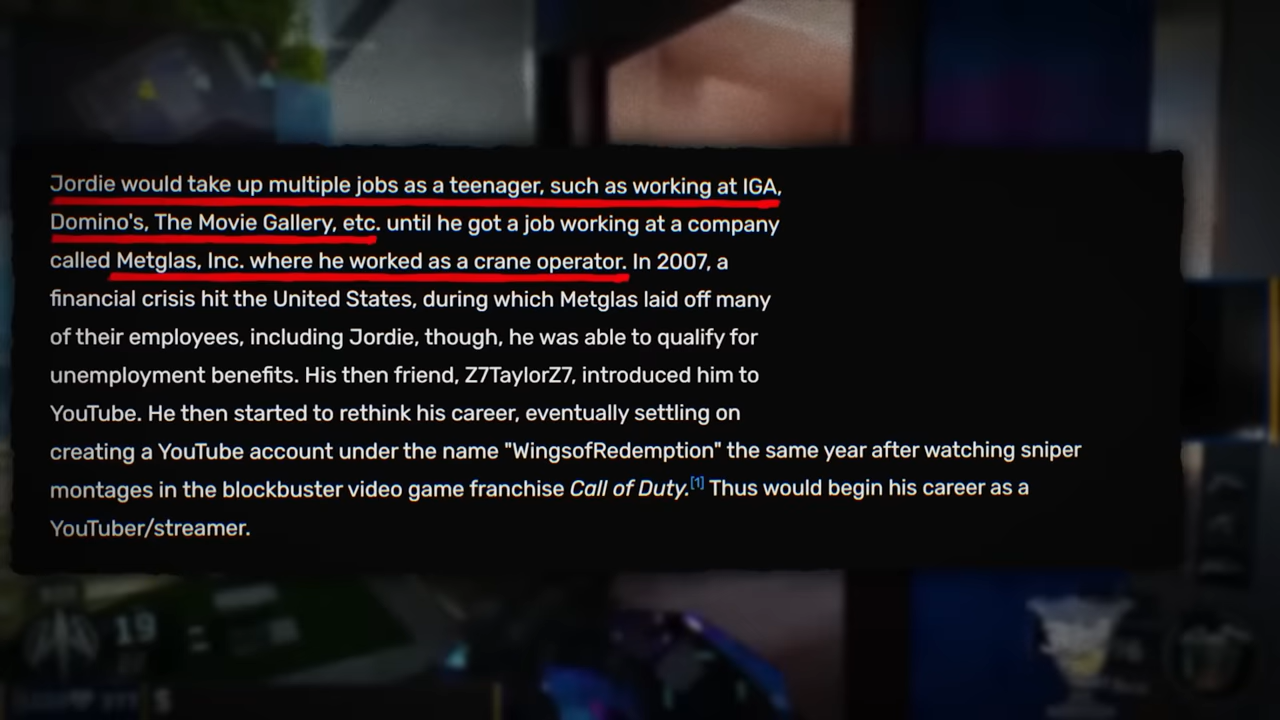 Jordie would take up multiple jobs as a teenager, such as working at IGA,
Domino's, The Movie Gallery, etc. until he got a job working at a company
called Metglas, Inc. where he worked as a crane operator. In 2007, a
financial crisis hit the United States, during which Metglas laid off many
of their employees, including Jordie, though, he was able to qualify for
unemployment benefits. His then friend, Z7TaylorZ7, introduced him to
YouTube. He then started to rethink his career, eventually settling on
creating a YouTube account under the name "WingsofRedemption" the same year after watching sniper
montages in the blockbuster video game franchise Call of Duty.[1] Thus would begin his career as a
YouTuber/streamer.
19